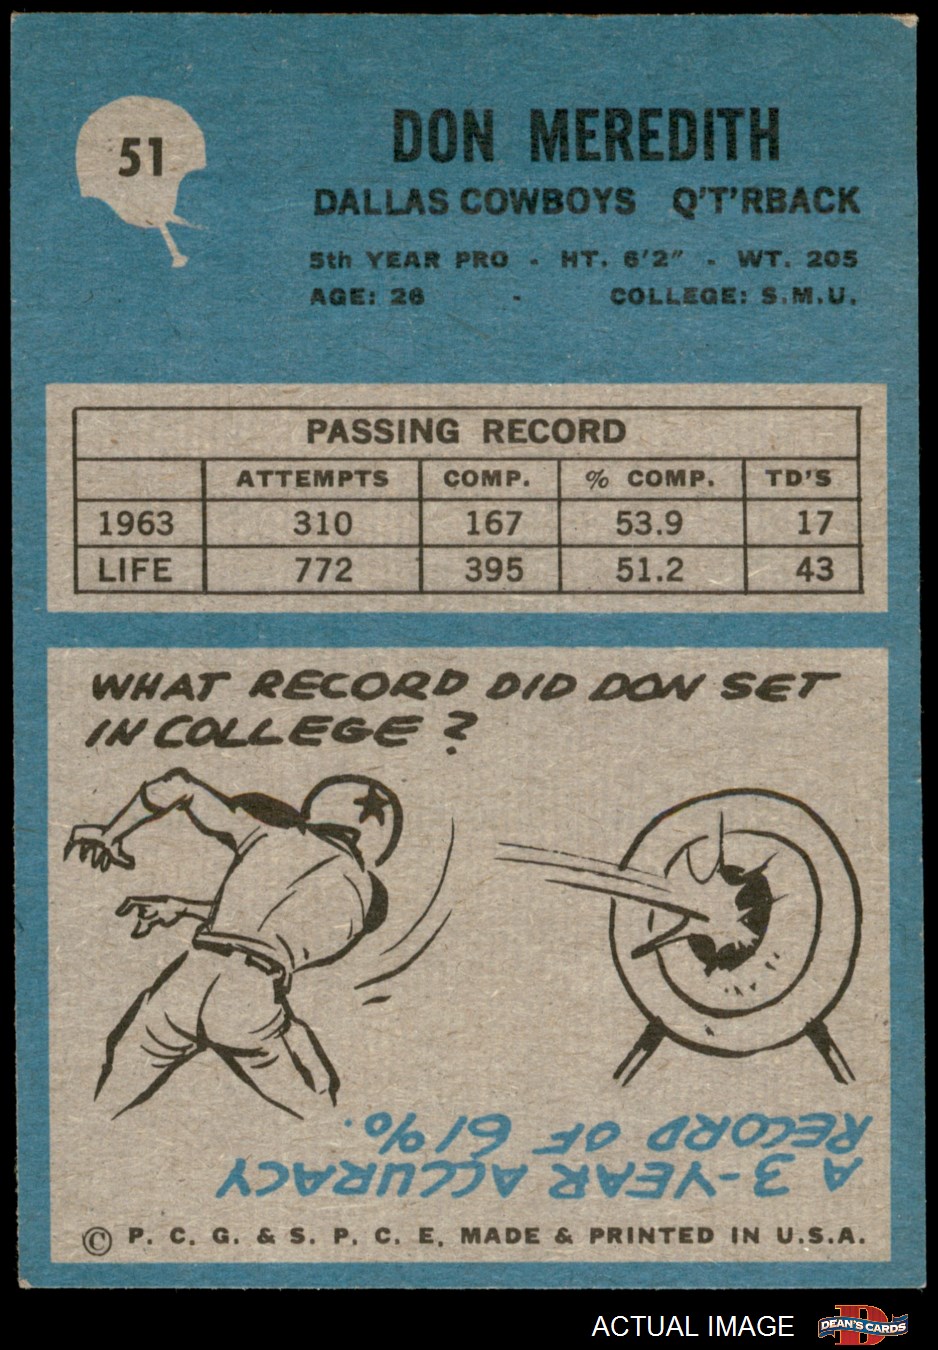 51
DON MEREDITH
DALLAS COWBOYS Q'T'RBACK
5th YEAR PRO - HT. 6'2" - WT. 205
AGE: 26 - COLLEGE: S.M.U.
PASSING RECORD
ATTEMPTS COMP. % COMP. TD'S
1963 310 167 53.9 17
LIFE 772 395 51.2 43
WHAT RECORD DID DON SET
IN COLLEGE?
A 3-YEAR ACCURACY
RECORD OF 61%.
© P. C. G. & S. P. C. E. MADE & PRINTED IN U.S.A.
ACTUAL IMAGE
D
DEAN'S CARDS